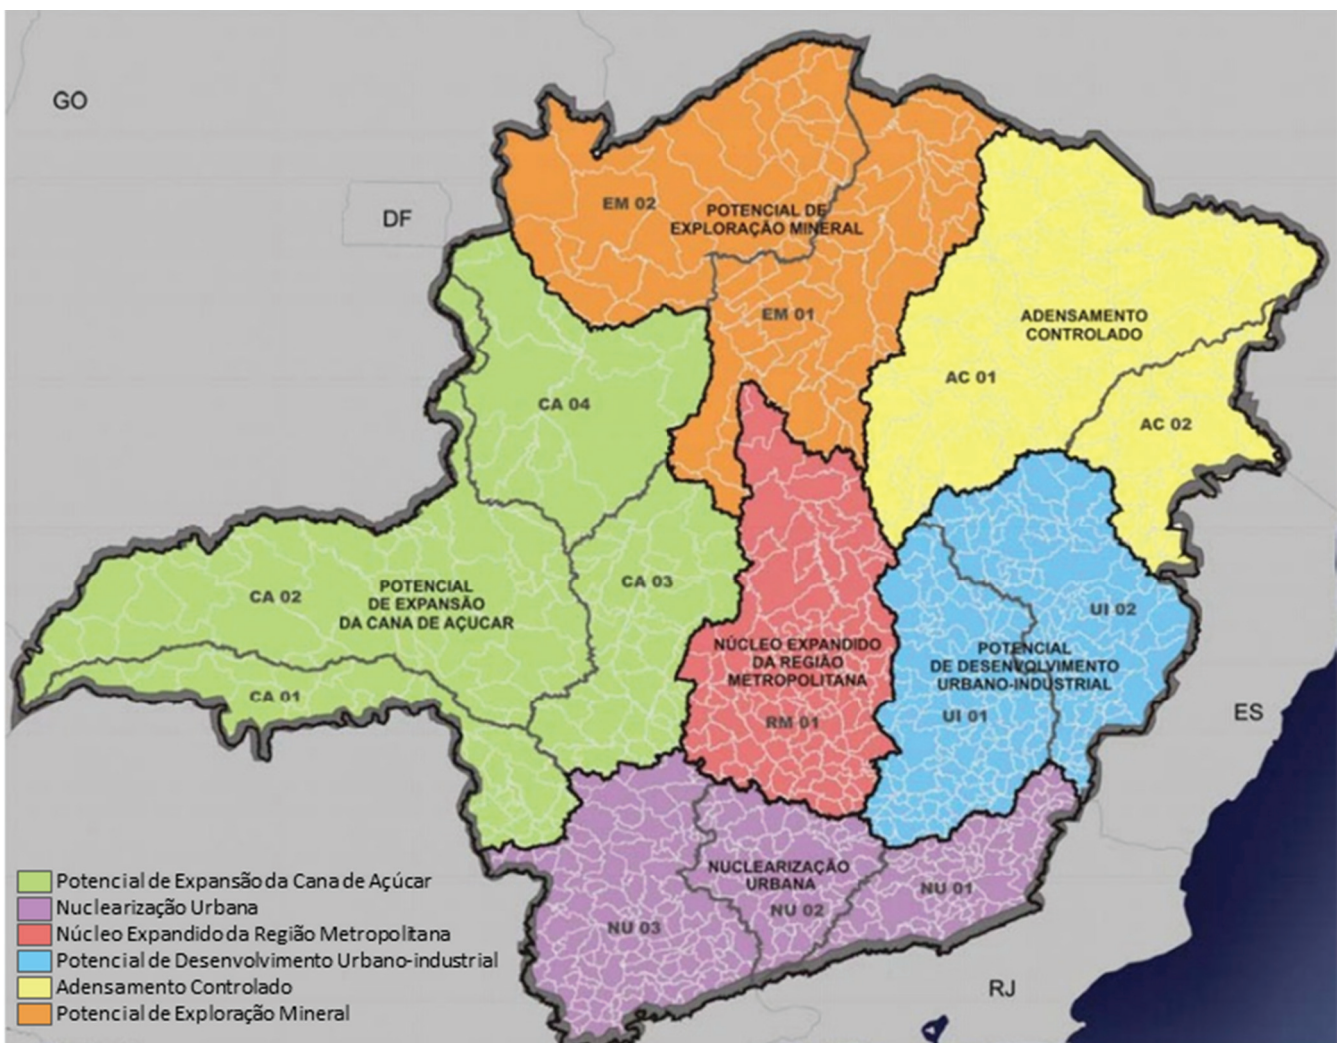 GO
DF
EM 02
POTENCIAL DE
EXPLORAÇÃO MINERAL
EM 01
ADENSAMENTO
CONTROLADO
AC 01
AC 02
CA 04
CA 03
CA 02
POTENCIAL
DE EXPANSÃO
DA CANA DE AÇUCAR
CA 01
NÚCLEO EXPANDIDO
DA REGIÃO
METROPOLITANA
RM 01
UI 02
POTENCIAL
DE DESENVOLVIMENTO
URBANO-INDUSTRIAL
UI 01
ES
NUCLEARIZAÇÃO
URBANA
NU 01
NU 02
NU 03
RJ
Potencial de Expansão da Cana de Açúcar
Nuclearização Urbana
Núcleo Expandido da Região Metropolitana
Potencial de Desenvolvimento Urbano-industrial
Adensamento Controlado
Potencial de Exploração Mineral